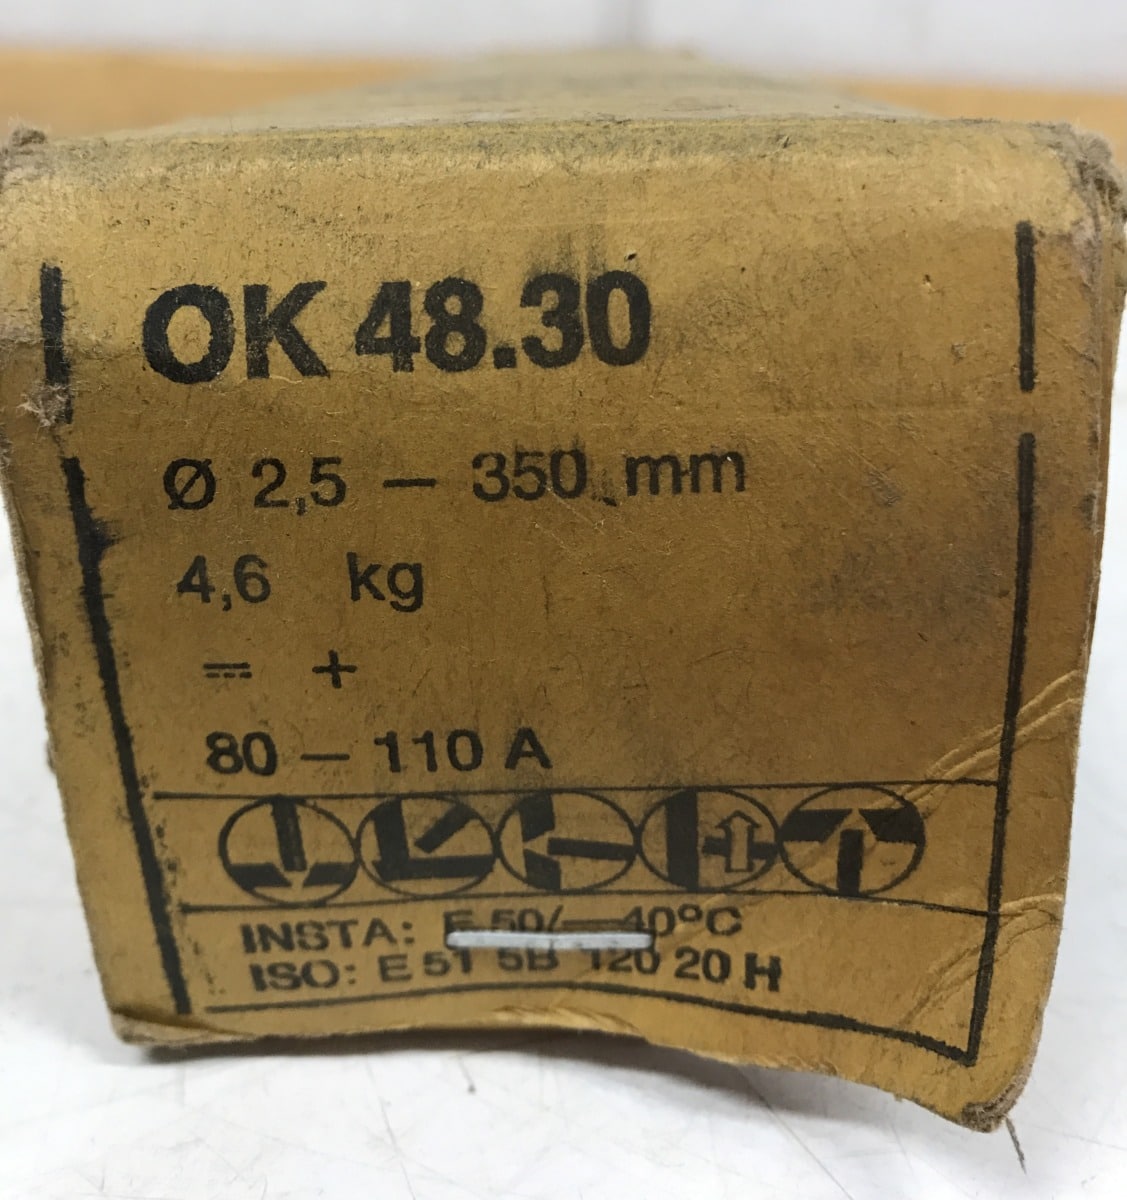 OK 48.30
Ø 2,5 — 350 mm
4,6 kg
⎓ +
80 — 110 A
INSTA: E 50/—40°C
ISO: E 51 5B 120 20 H